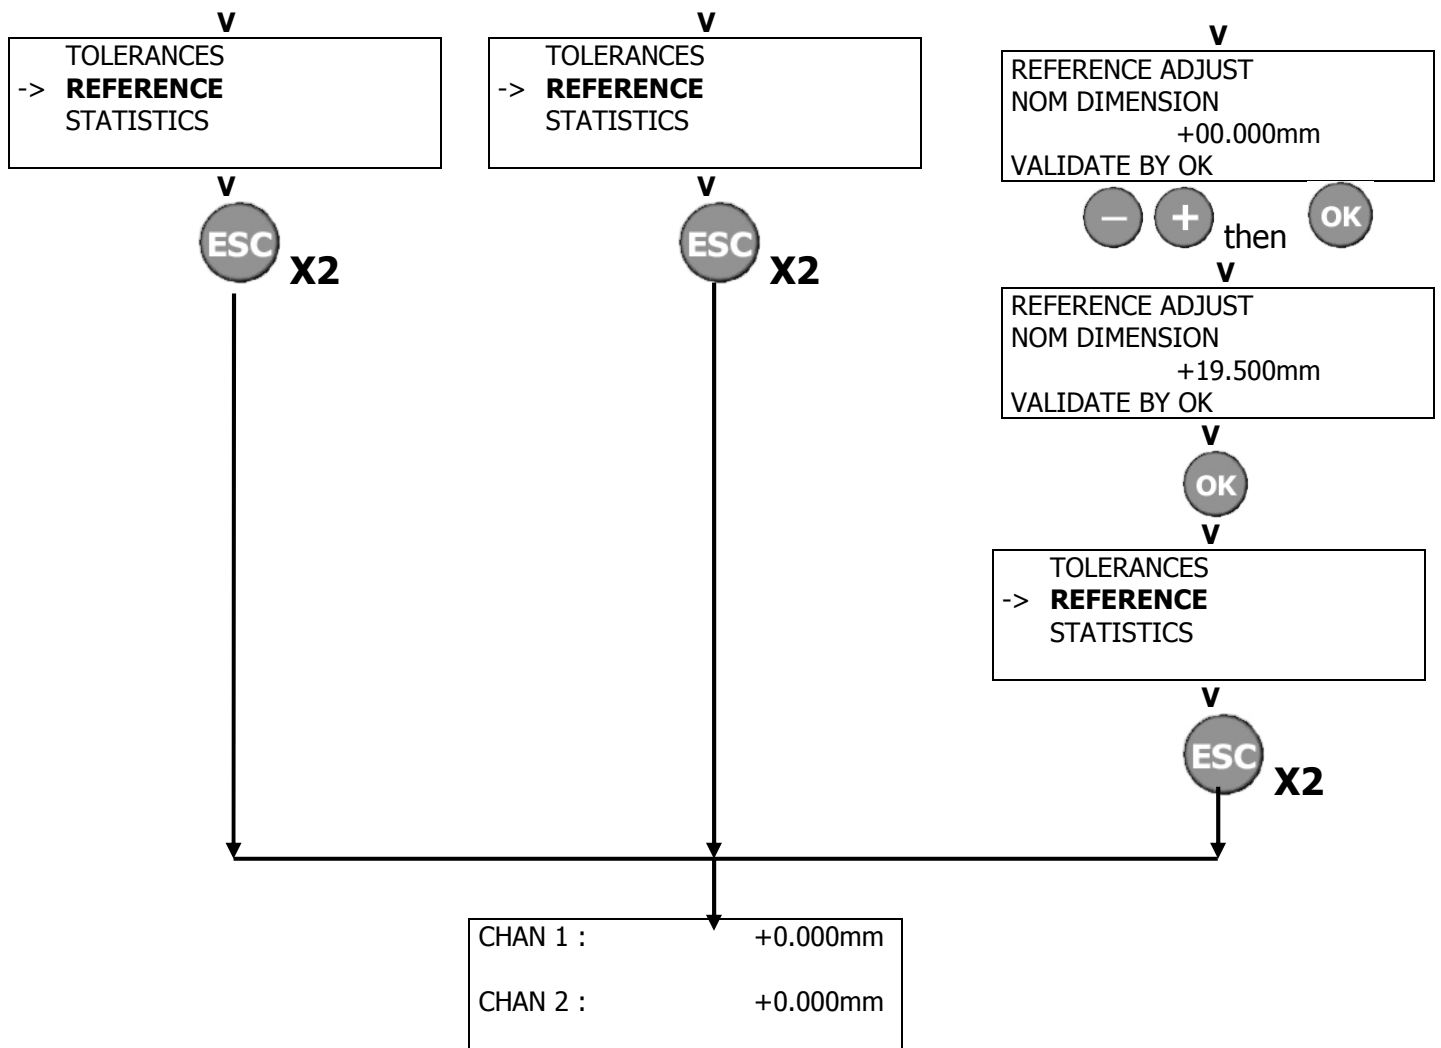 v
TOLERANCES
-> REFERENCE
STATISTICS
v
ESC X2
v
TOLERANCES
-> REFERENCE
STATISTICS
v
ESC X2
v
REFERENCE ADJUST
NOM DIMENSION
+00.000mm
VALIDATE BY OK
− + then OK
v
REFERENCE ADJUST
NOM DIMENSION
+19.500mm
VALIDATE BY OK
v
OK
v
TOLERANCES
-> REFERENCE
STATISTICS
v
ESC X2
CHAN 1 : +0.000mm
CHAN 2 : +0.000mm